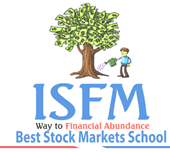 ISFM
Way to Financial Abundance
Best Stock Markets School